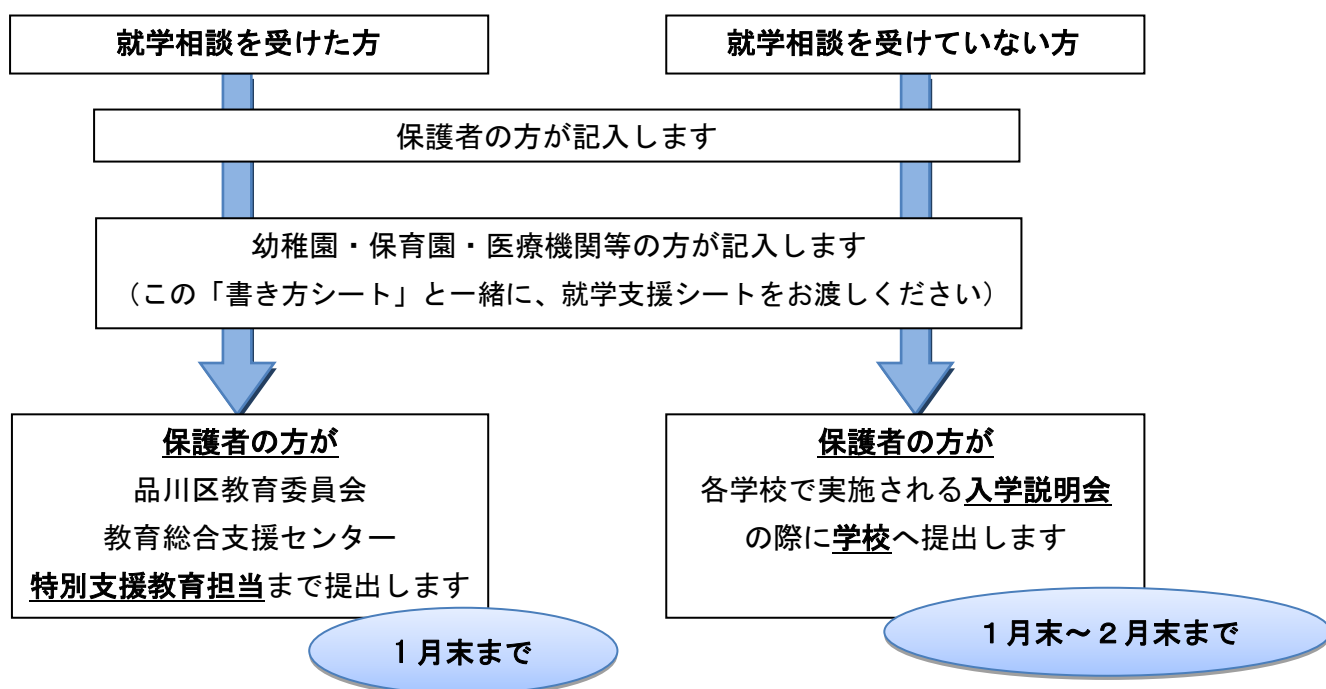 就学相談を受けた方
就学相談を受けていない方
保護者の方が記入します
幼稚園・保育園・医療機関等の方が記入します
（この「書き方シート」と一緒に、就学支援シートをお渡しください）
保護者の方が
品川区教育委員会
教育総合支援センター
特別支援教育担当まで提出します
１月末まで
保護者の方が
各学校で実施される入学説明会
の際に学校へ提出します
１月末～２月末まで